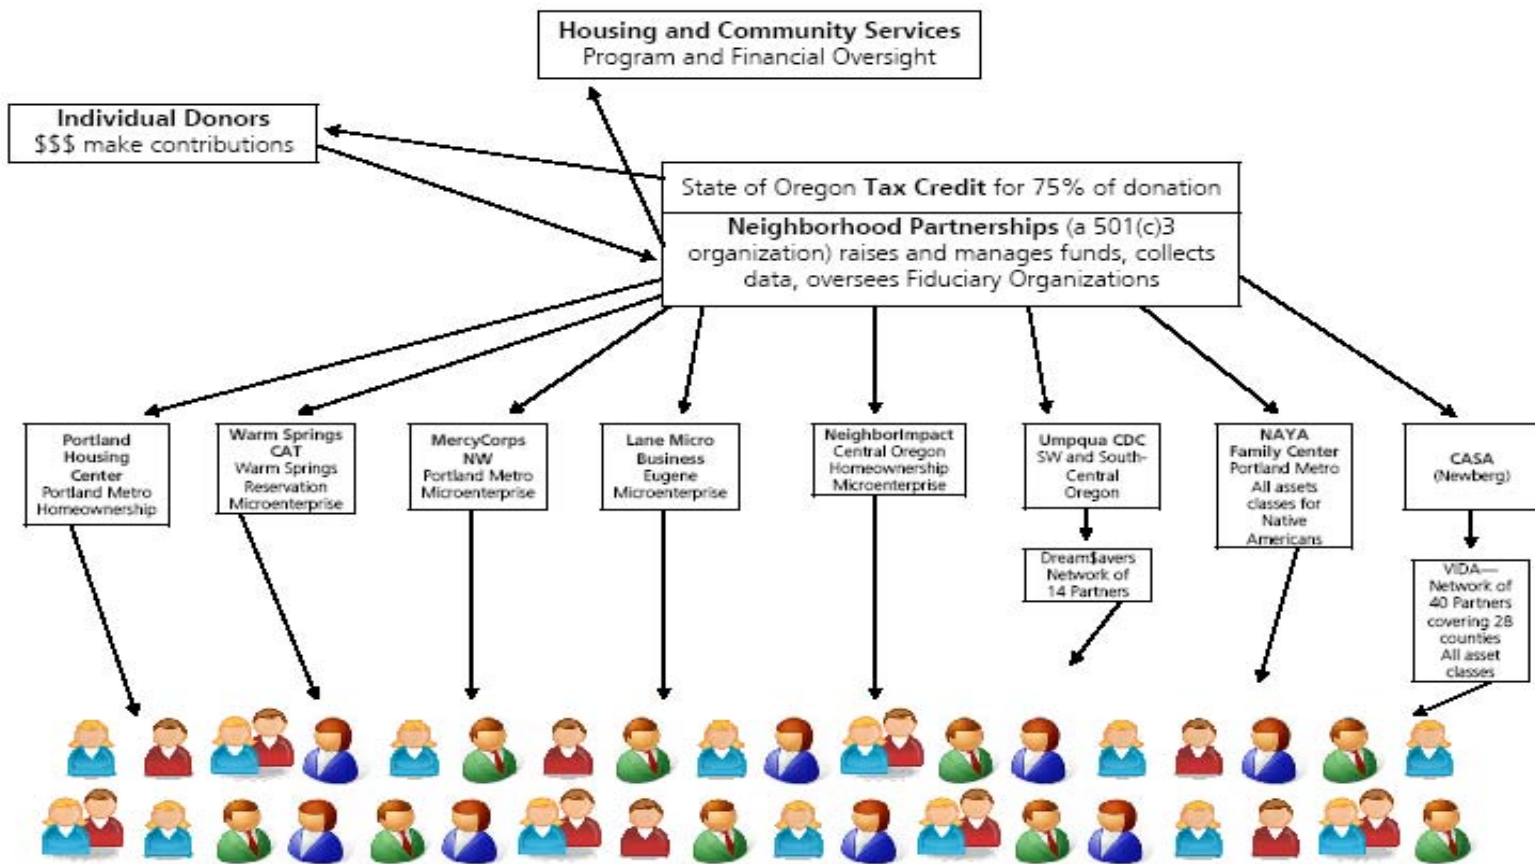 Housing and Community Services
Program and Financial Oversight
Individual Donors
$$$ make contributions
State of Oregon Tax Credit for 75% of donation
Neighborhood Partnerships (a 501(c)3
organization) raises and manages funds, collects
data, oversees Fiduciary Organizations
Portland
Housing
Center
Portland Metro
Homeownership
Warm Springs
CAT
Warm Springs
Reservation
Microenterprise
MercyCorps
NW
Portland Metro
Microenterprise
Lane Micro
Business
Eugene
Microenterprise
NeighborImpact
Central Oregon
Homeownership
Microenterprise
Umpqua CDC
SW and South-
Central
Oregon
NAYA
Family Center
Portland Metro
All assets
classes for
Native
Americans
CASA
(Newberg)
Dream$avers
Network of
14 Partners
VIDA—
Network of
40 Partners
covering 28
counties
All asset
classes